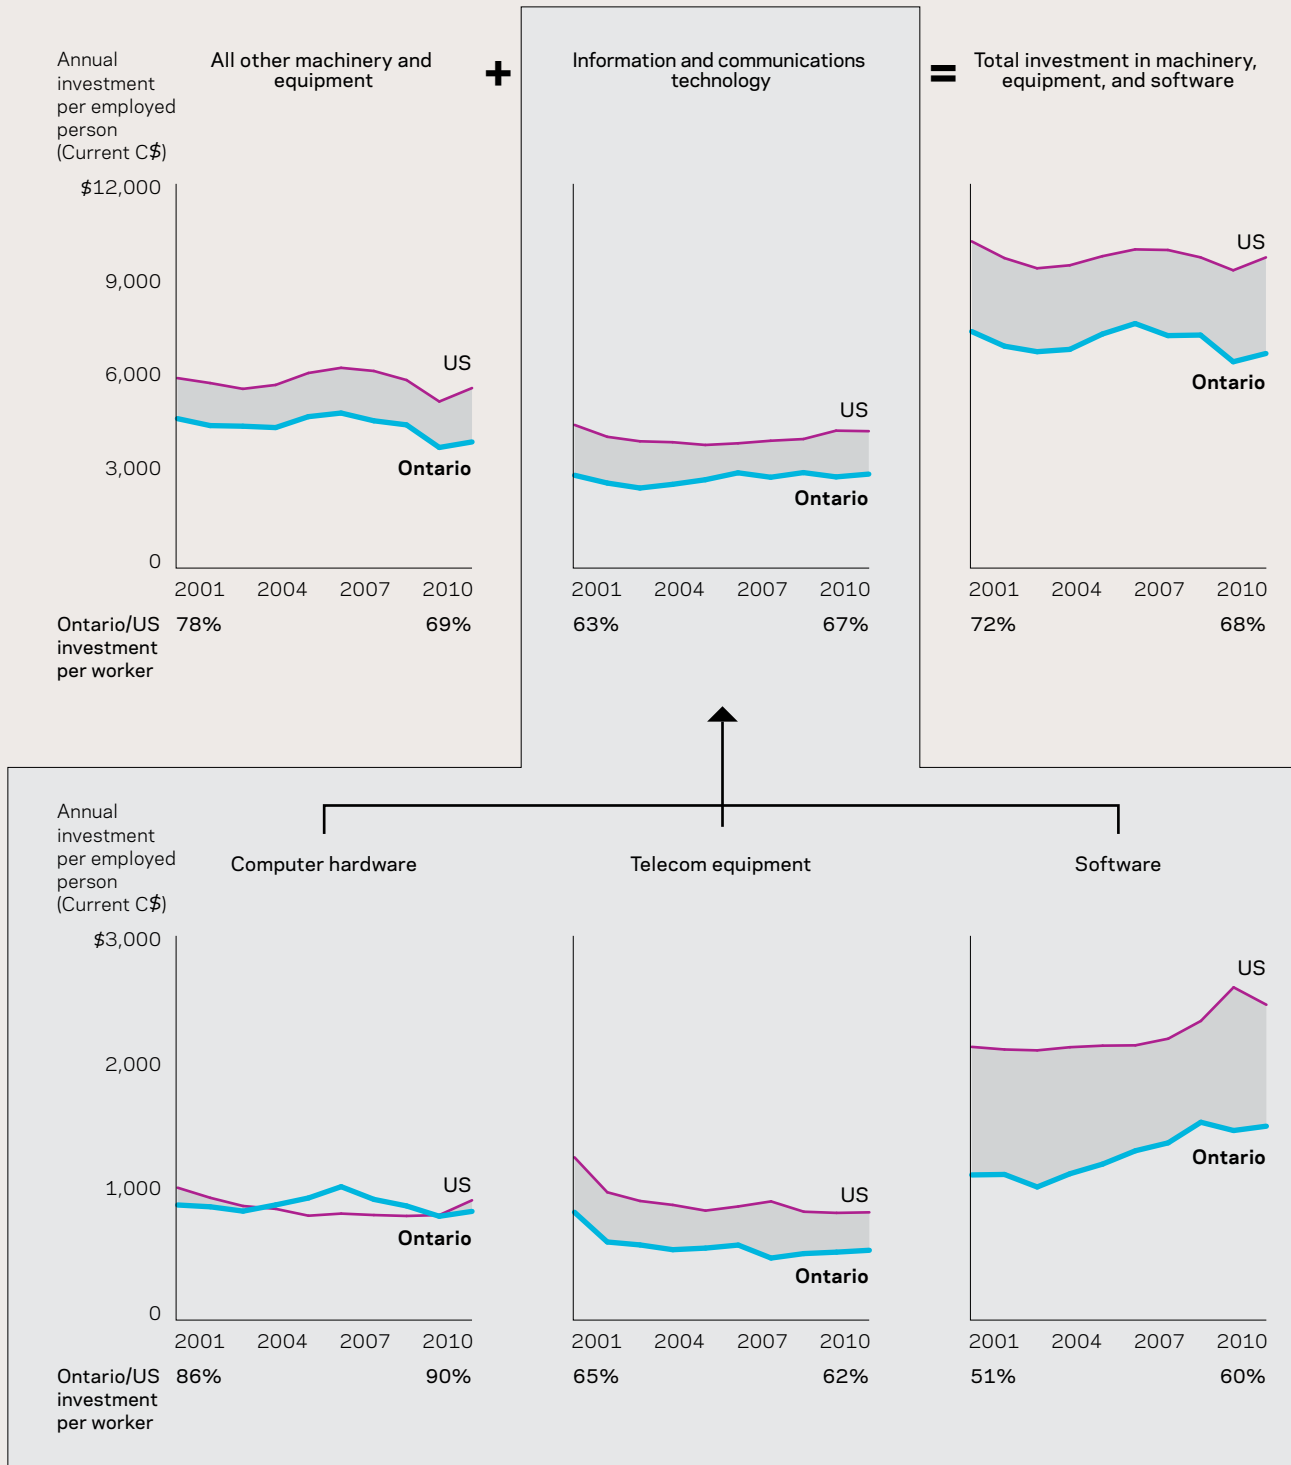 Annual
investment
per employed
person
(Current C$)
All other machinery and
equipment
+
Information and communications
technology
=
Total investment in machinery,
equipment, and software
$12,000
9,000
6,000
3,000
0
US
Ontario
2001 2004 2007 2010
US
Ontario
2001 2004 2007 2010
US
Ontario
2001 2004 2007 2010
Ontario/US
investment
per worker
78% 69%
63% 67%
72% 68%
Annual
investment
per employed
person
(Current C$)
Computer hardware
Telecom equipment
Software
$3,000
2,000
1,000
0
US
Ontario
2001 2004 2007 2010
US
Ontario
2001 2004 2007 2010
US
Ontario
2001 2004 2007 2010
Ontario/US
investment
per worker
86% 90%
65% 62%
51% 60%